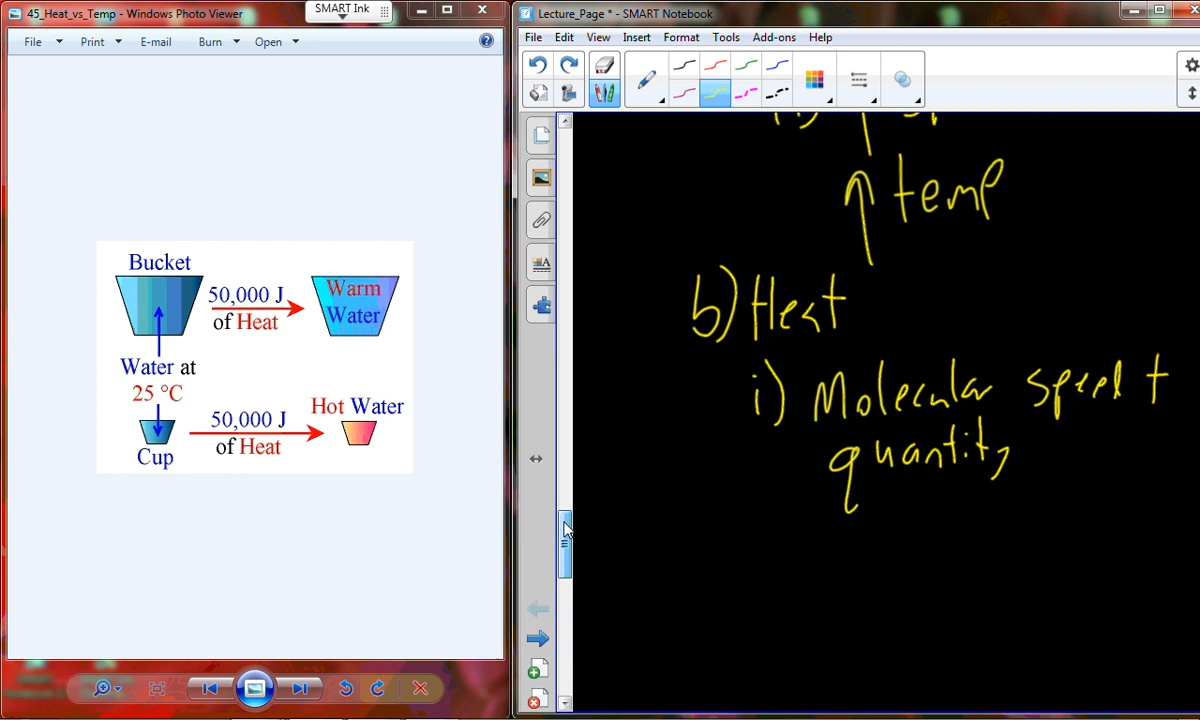 45_Heat_vs_Temp - Windows Photo Viewer
SMART Ink
File Print E-mail Burn Open
Bucket
50,000 J
of Heat
Warm
Water
Water at
25 °C
Cup
50,000 J
of Heat
Hot Water
Lecture_Page * - SMART Notebook
File Edit View Insert Format Tools Add-ons Help
↑ temp
b) Heat
i) Molecular speed +
quantity